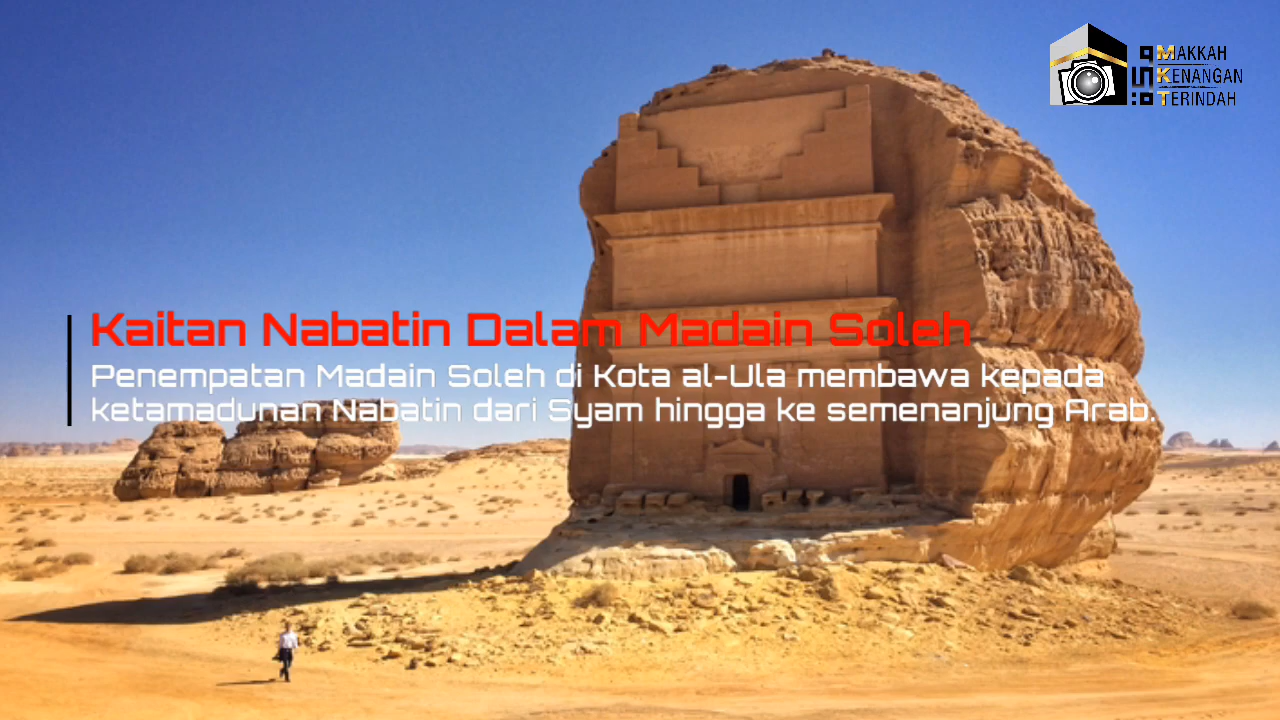 MAKKAH
KENANGAN
TERINDAH
Kaitan Nabatin Dalam Madain Soleh
Penempatan Madain Soleh di Kota al-Ula membawa kepada
ketamadunan Nabatin dari Syam hingga ke semenanjung Arab.